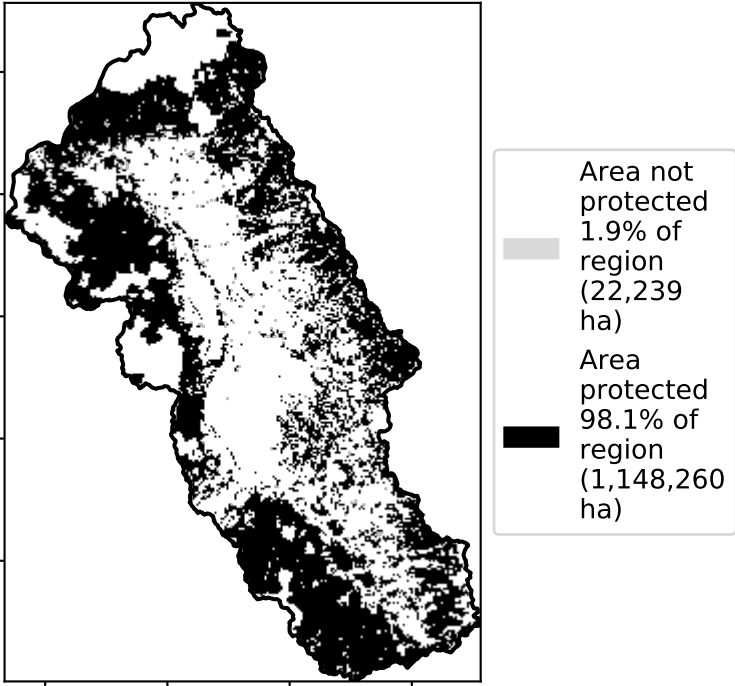 Area not
protected
1.9% of
region
(22,239
ha)
Area
protected
98.1% of
region
(1,148,260
ha)